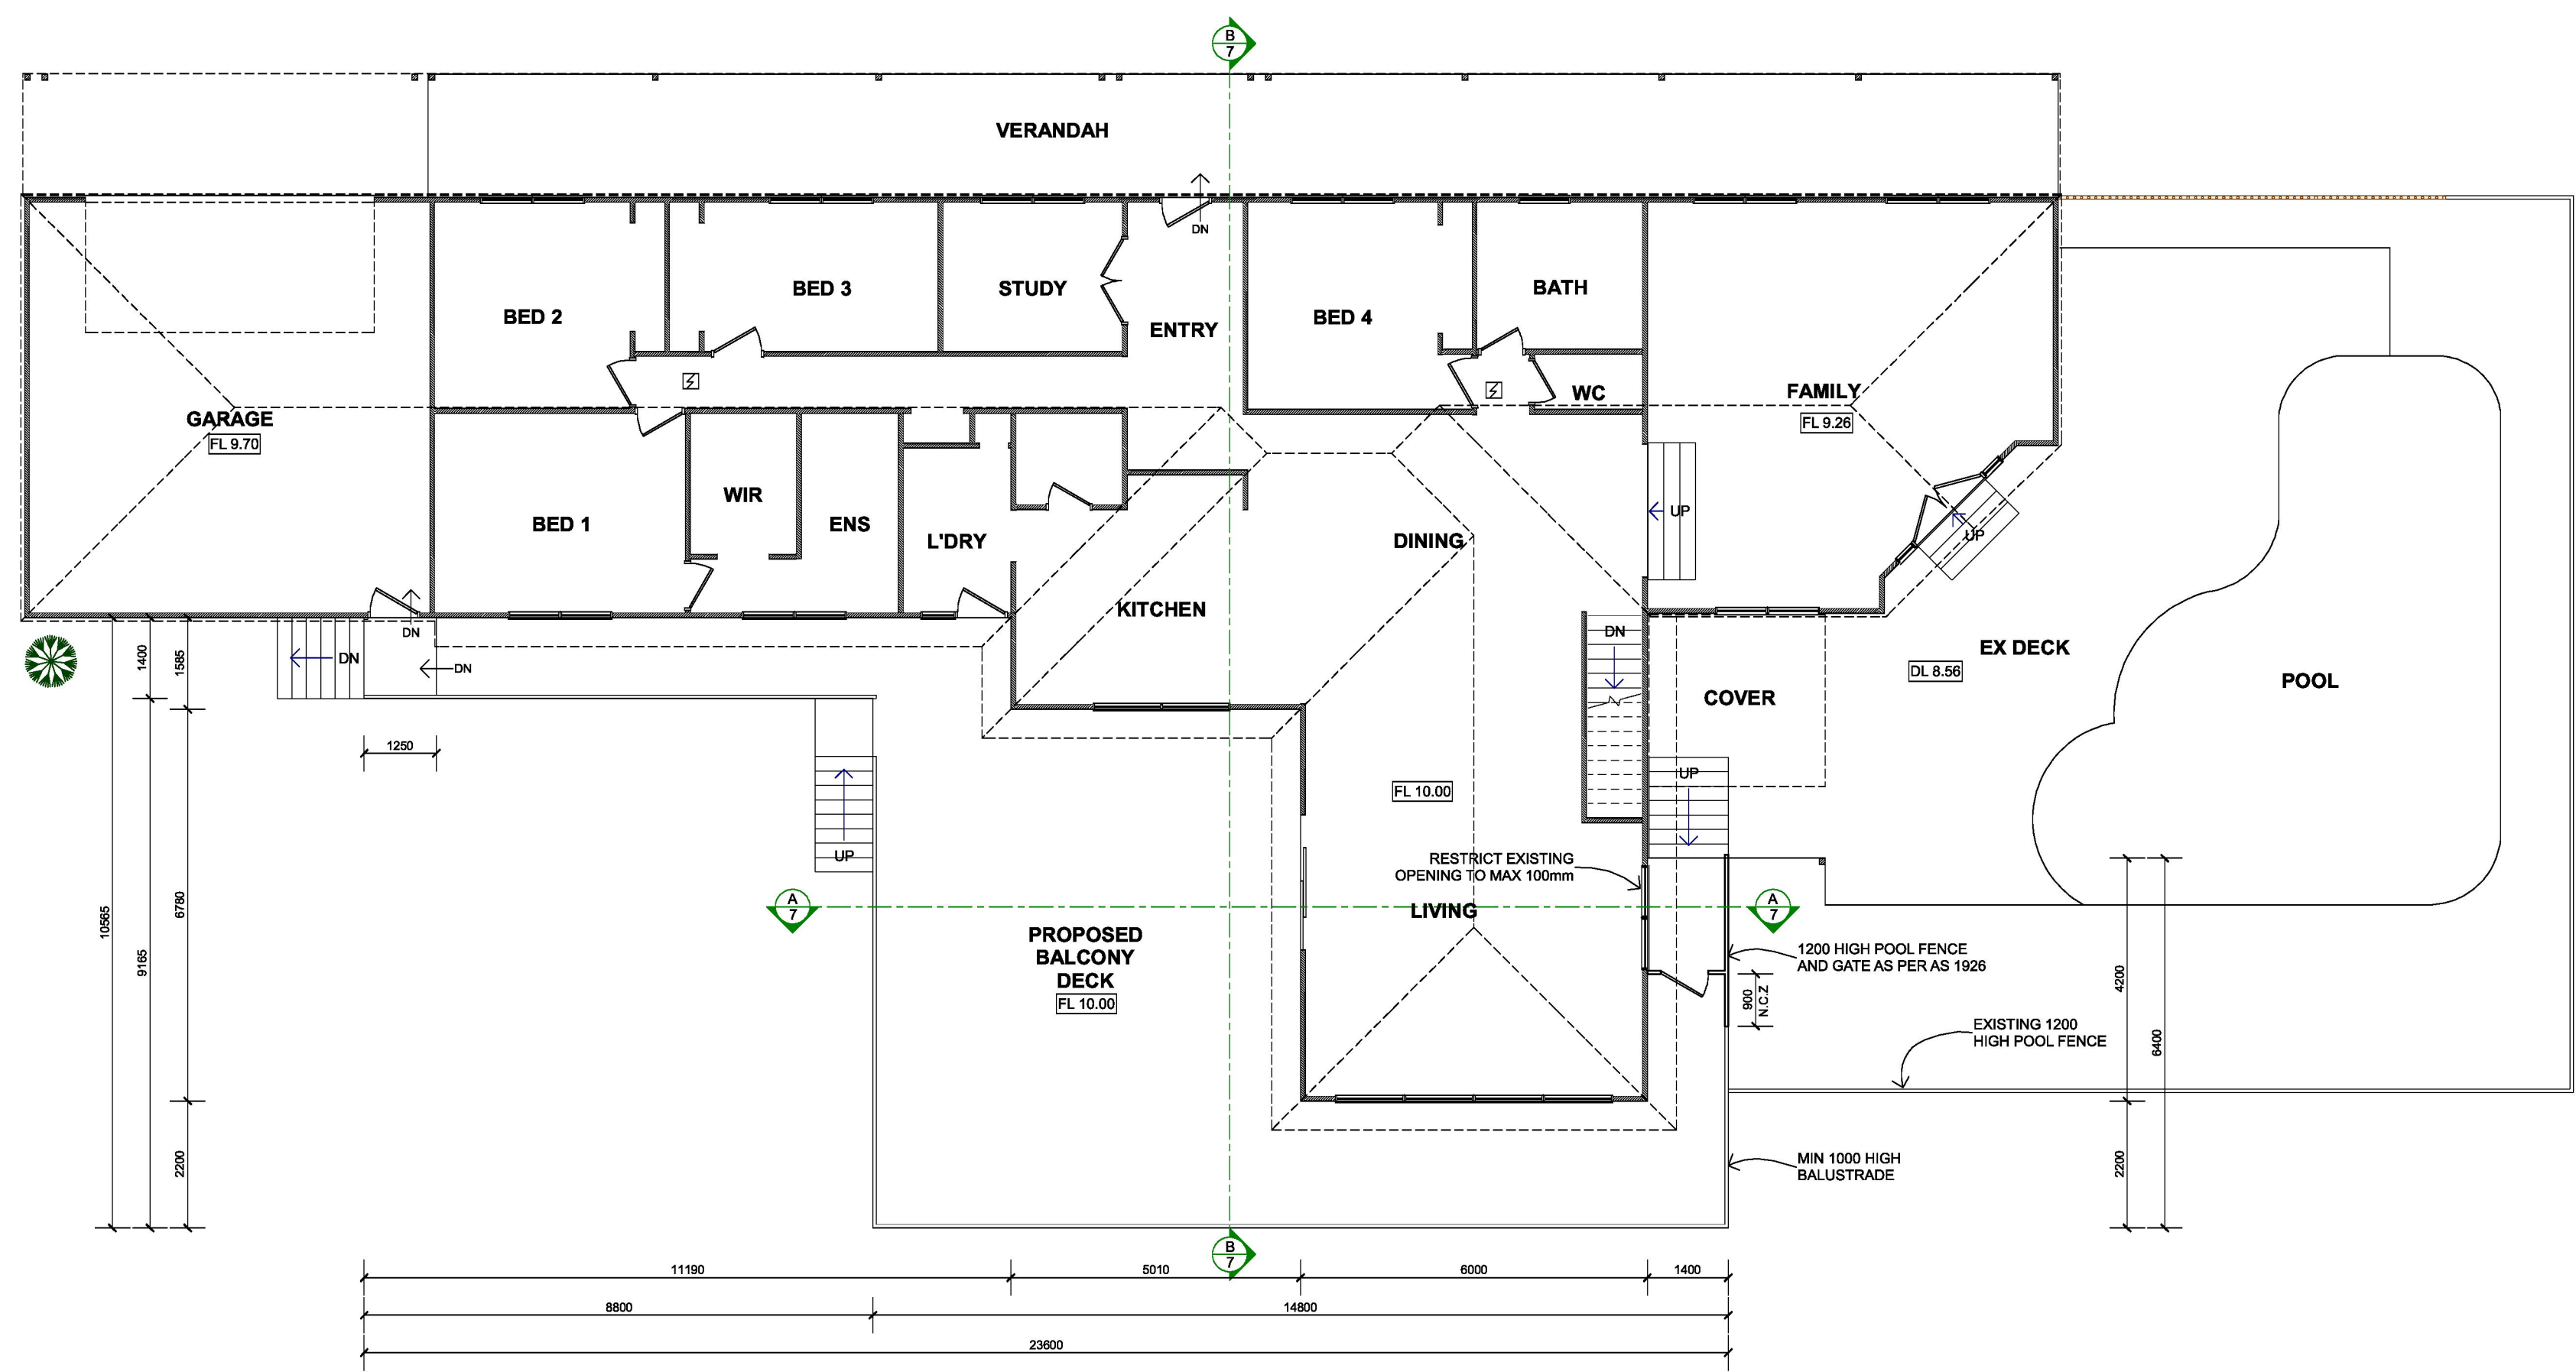 B
7
VERANDAH
DN
BED 2
BED 3
STUDY
ENTRY
BED 4
BATH
WC
FAMILY
FL 9.26
GARAGE
FL 9.70
BED 1
WIR
ENS
L'DRY
KITCHEN
DINING
UP
UP
DN
DN
DN
DN
COVER
EX DECK
DL 8.56
POOL
1400
1585
1250
UP
UP
FL 10.00
RESTRICT EXISTING
OPENING TO MAX 100mm
LIVING
A
7
A
7
PROPOSED
BALCONY
DECK
FL 10.00
1200 HIGH POOL FENCE
AND GATE AS PER AS 1926
900
N.C.Z
EXISTING 1200
HIGH POOL FENCE
MIN 1000 HIGH
BALUSTRADE
10565
9165
6780
2200
4200
6400
2200
B
7
11190
5010
6000
1400
8800
14800
23600